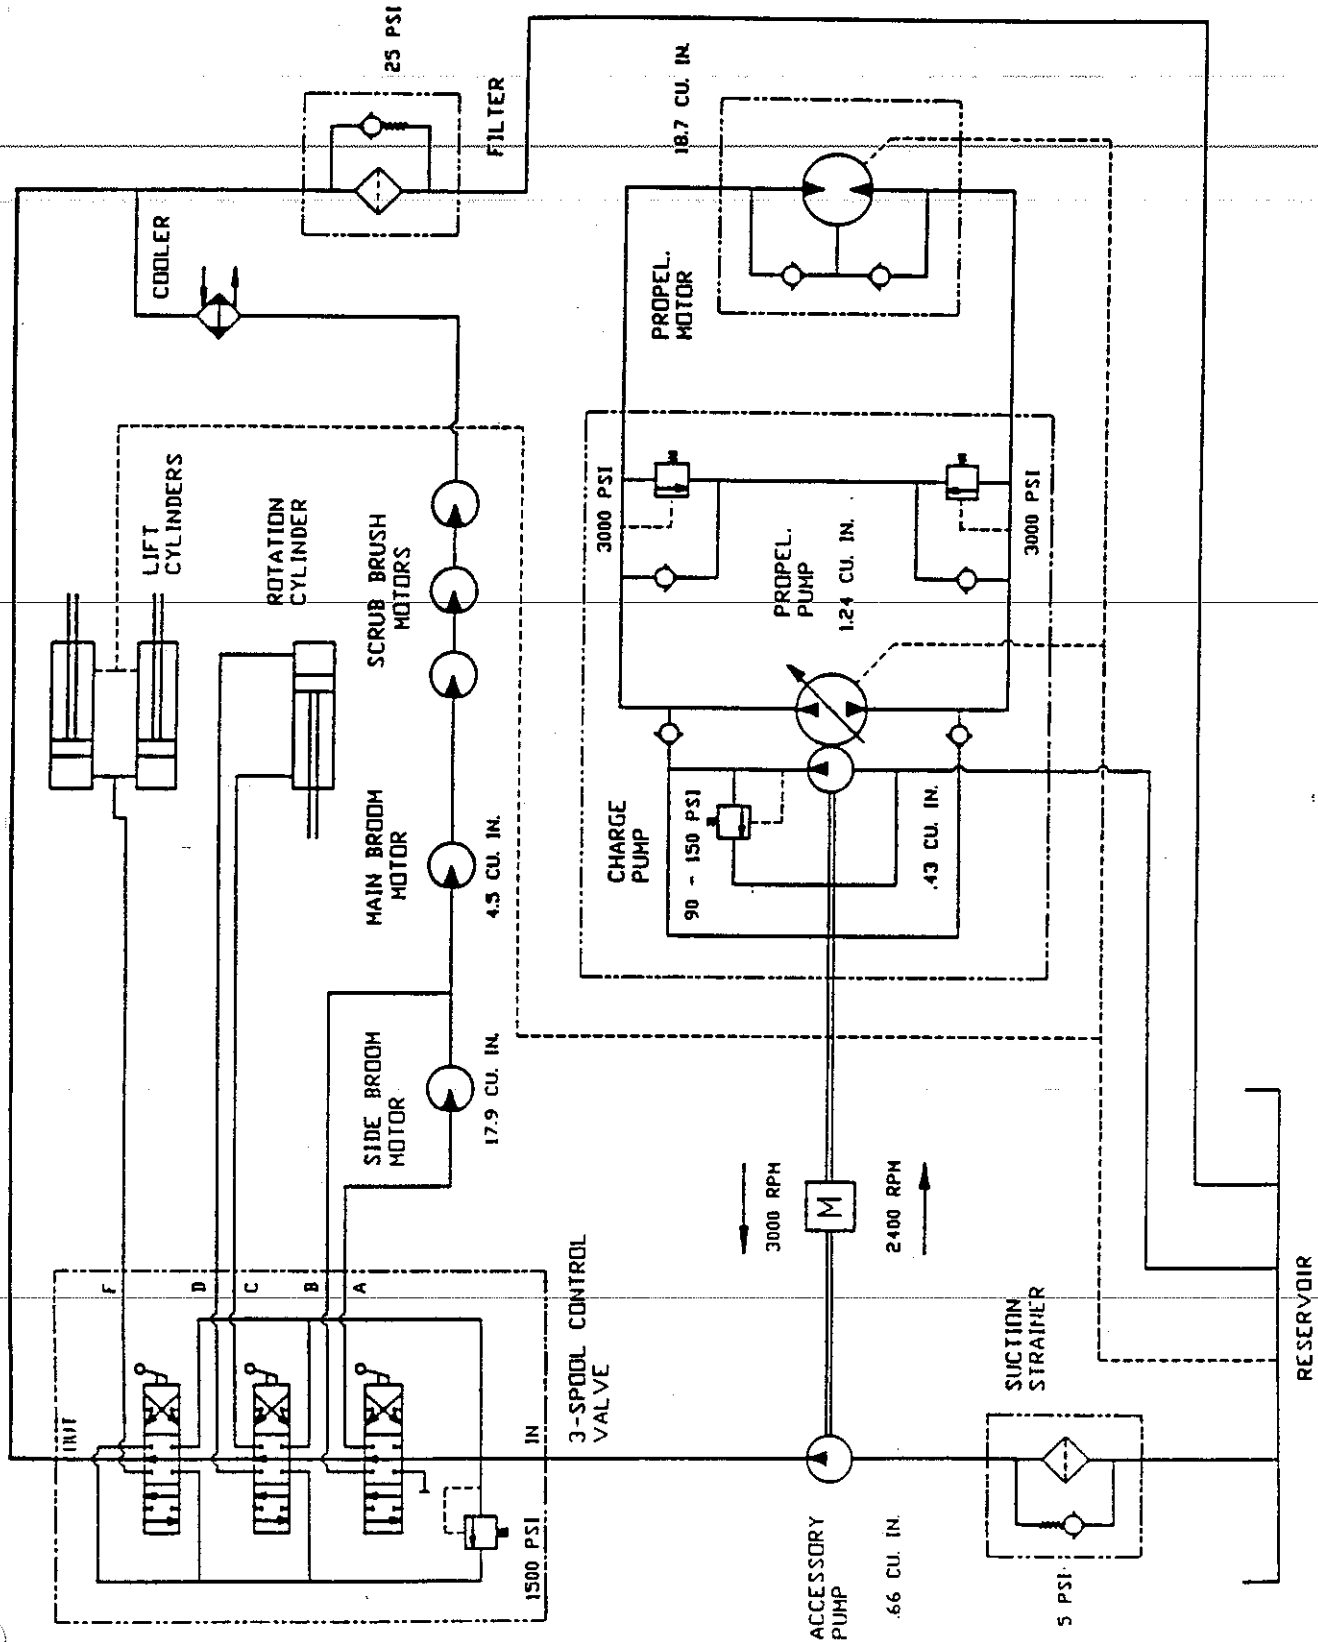 25 PSI
FILTER
COOLER
18.7 CU. IN.
PROPEL.
MOTOR
LIFT
CYLINDERS
ROTATION
CYLINDER
SCRUB BRUSH
MOTORS
3000 PSI
3000 PSI
PROPEL.
PUMP
1.24 CU. IN.
MAIN BROOM
MOTOR
4.5 CU. IN.
CHARGE
PUMP
90 - 150 PSI
.43 CU. IN.
SIDE BROOM
MOTOR
17.9 CU. IN.
3000 RPM
M
2400 RPM
F
D
C
B
A
OUT
IN
3-SPOOL CONTROL
VALVE
1500 PSI
SUCTION
STRAINER
RESERVOIR
ACCESSORY
PUMP
.66 CU. IN.
5 PSI